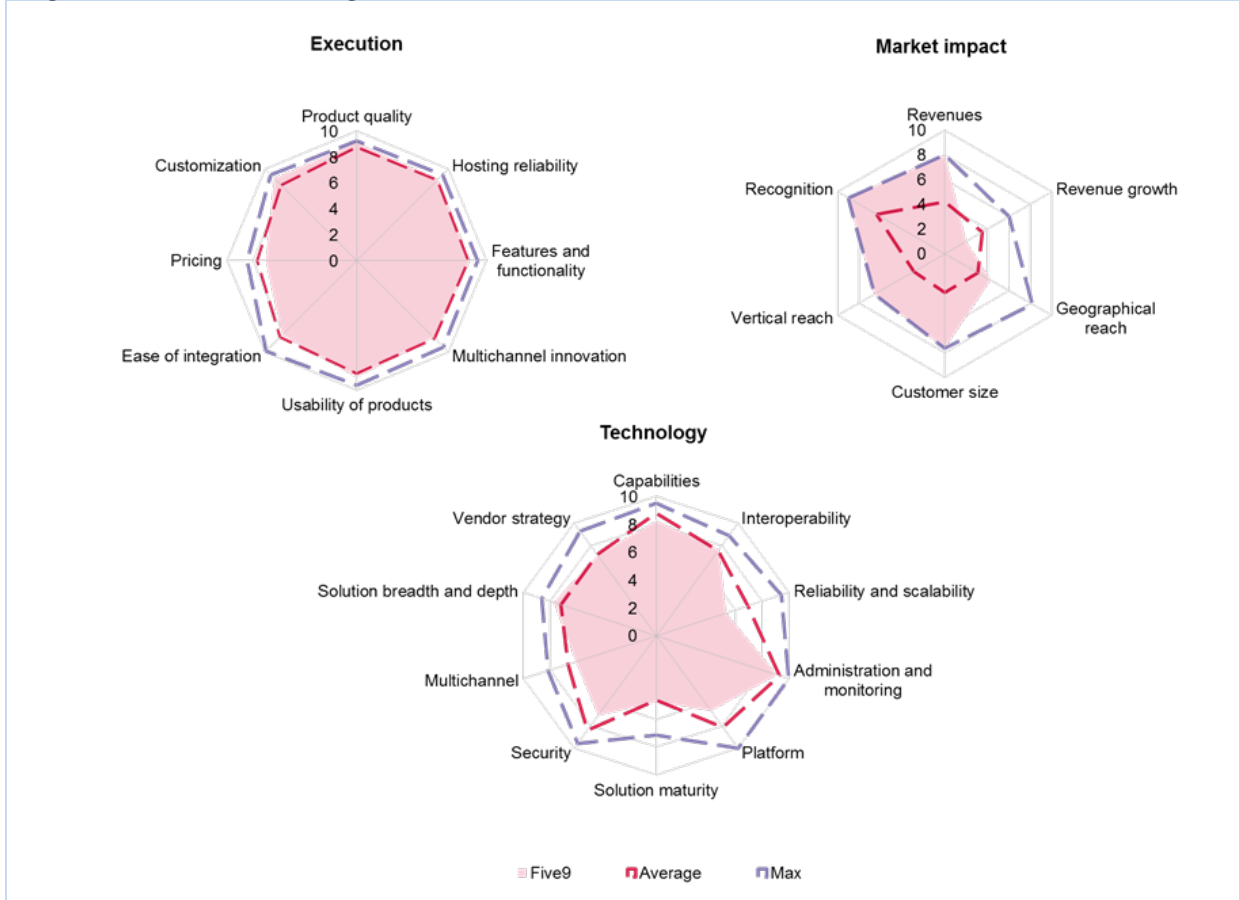 Execution
Product quality
10
8
6
4
2
0
Customization
Hosting reliability
Pricing
Features and
functionality
Ease of integration
Multichannel innovation
Usability of products
Market impact
Revenues
10
8
6
4
2
0
Recognition
Revenue growth
Vertical reach
Geographical
reach
Customer size
Technology
Capabilities
10
8
6
4
2
0
Vendor strategy
Interoperability
Solution breadth and depth
Reliability and scalability
Multichannel
Administration and
monitoring
Security
Platform
Solution maturity
Five9 Average Max